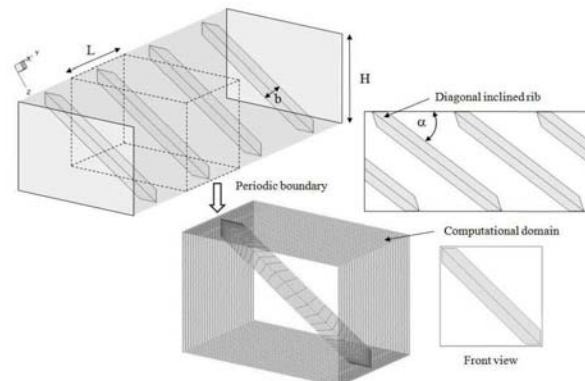 L
H
b
Diagonal inclined rib
α
Periodic boundary
Computational domain
Front view